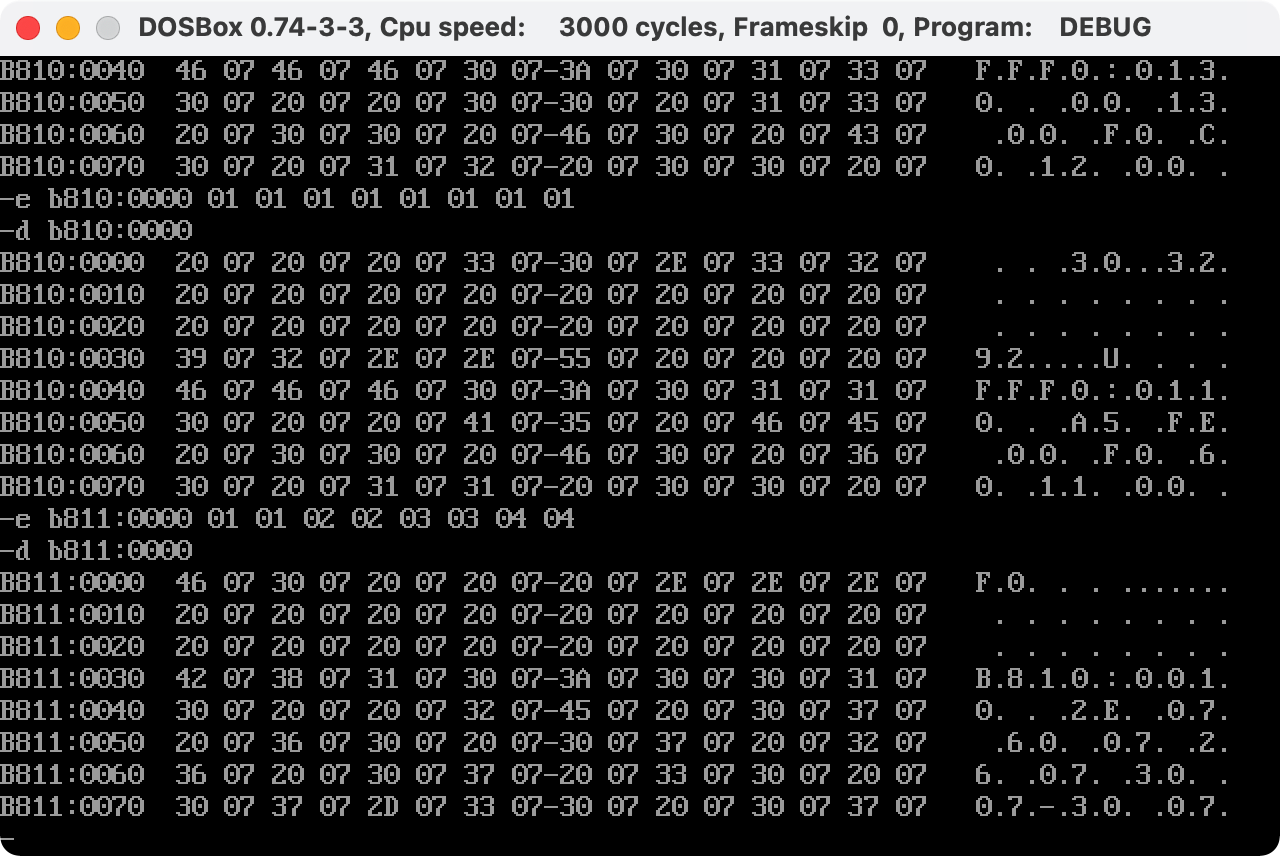 DOSBox 0.74-3-3, Cpu speed:    3000 cycles, Frameskip  0, Program:   DEBUG
B810:0040  46 07 46 07 46 07 30 07-3A 07 30 07 31 07 33 07   F.F.F.0.:.0.1.3.
B810:0050  30 07 20 07 20 07 30 07-30 07 20 07 31 07 33 07   0. . .0.0. .1.3.
B810:0060  20 07 30 07 30 07 20 07-46 07 30 07 20 07 43 07    .0.0. .F.0. .C.
B810:0070  30 07 20 07 31 07 32 07-20 07 30 07 30 07 20 07   0. .1.2. .0.0. .
-e b810:0000 01 01 01 01 01 01 01 01
-d b810:0000
B810:0000  20 07 20 07 20 07 33 07-30 07 2E 07 33 07 32 07    . . .3.0...3.2.
B810:0010  20 07 20 07 20 07 20 07-20 07 20 07 20 07 20 07    . . . . . . . .
B810:0020  20 07 20 07 20 07 20 07-20 07 20 07 20 07 20 07    . . . . . . . .
B810:0030  39 07 32 07 2E 07 2E 07-55 07 20 07 20 07 20 07   9.2.....U. . . .
B810:0040  46 07 46 07 46 07 30 07-3A 07 30 07 31 07 31 07   F.F.F.0.:.0.1.1.
B810:0050  30 07 20 07 20 07 41 07-35 07 20 07 46 07 45 07   0. . .A.5. .F.E.
B810:0060  20 07 30 07 30 07 20 07-46 07 30 07 20 07 36 07    .0.0. .F.0. .6.
B810:0070  30 07 20 07 31 07 31 07-20 07 30 07 30 07 20 07   0. .1.1. .0.0. .
-e b811:0000 01 01 02 02 03 03 04 04
-d b811:0000
B811:0000  46 07 30 07 20 07 20 07-20 07 2E 07 2E 07 2E 07   F.0. . . .......
B811:0010  20 07 20 07 20 07 20 07-20 07 20 07 20 07 20 07    . . . . . . . .
B811:0020  20 07 20 07 20 07 20 07-20 07 20 07 20 07 20 07    . . . . . . . .
B811:0030  42 07 38 07 31 07 30 07-3A 07 30 07 30 07 31 07   B.8.1.0.:.0.0.1.
B811:0040  30 07 20 07 20 07 32 07-45 07 20 07 30 07 37 07   0. . .2.E. .0.7.
B811:0050  20 07 36 07 30 07 20 07-30 07 37 07 20 07 32 07    .6.0. .0.7. .2.
B811:0060  36 07 20 07 30 07 37 07-20 07 33 07 30 07 20 07   6. .0.7. .3.0. .
B811:0070  30 07 37 07 2D 07 33 07-30 07 20 07 30 07 37 07   0.7.-.3.0. .0.7.
-